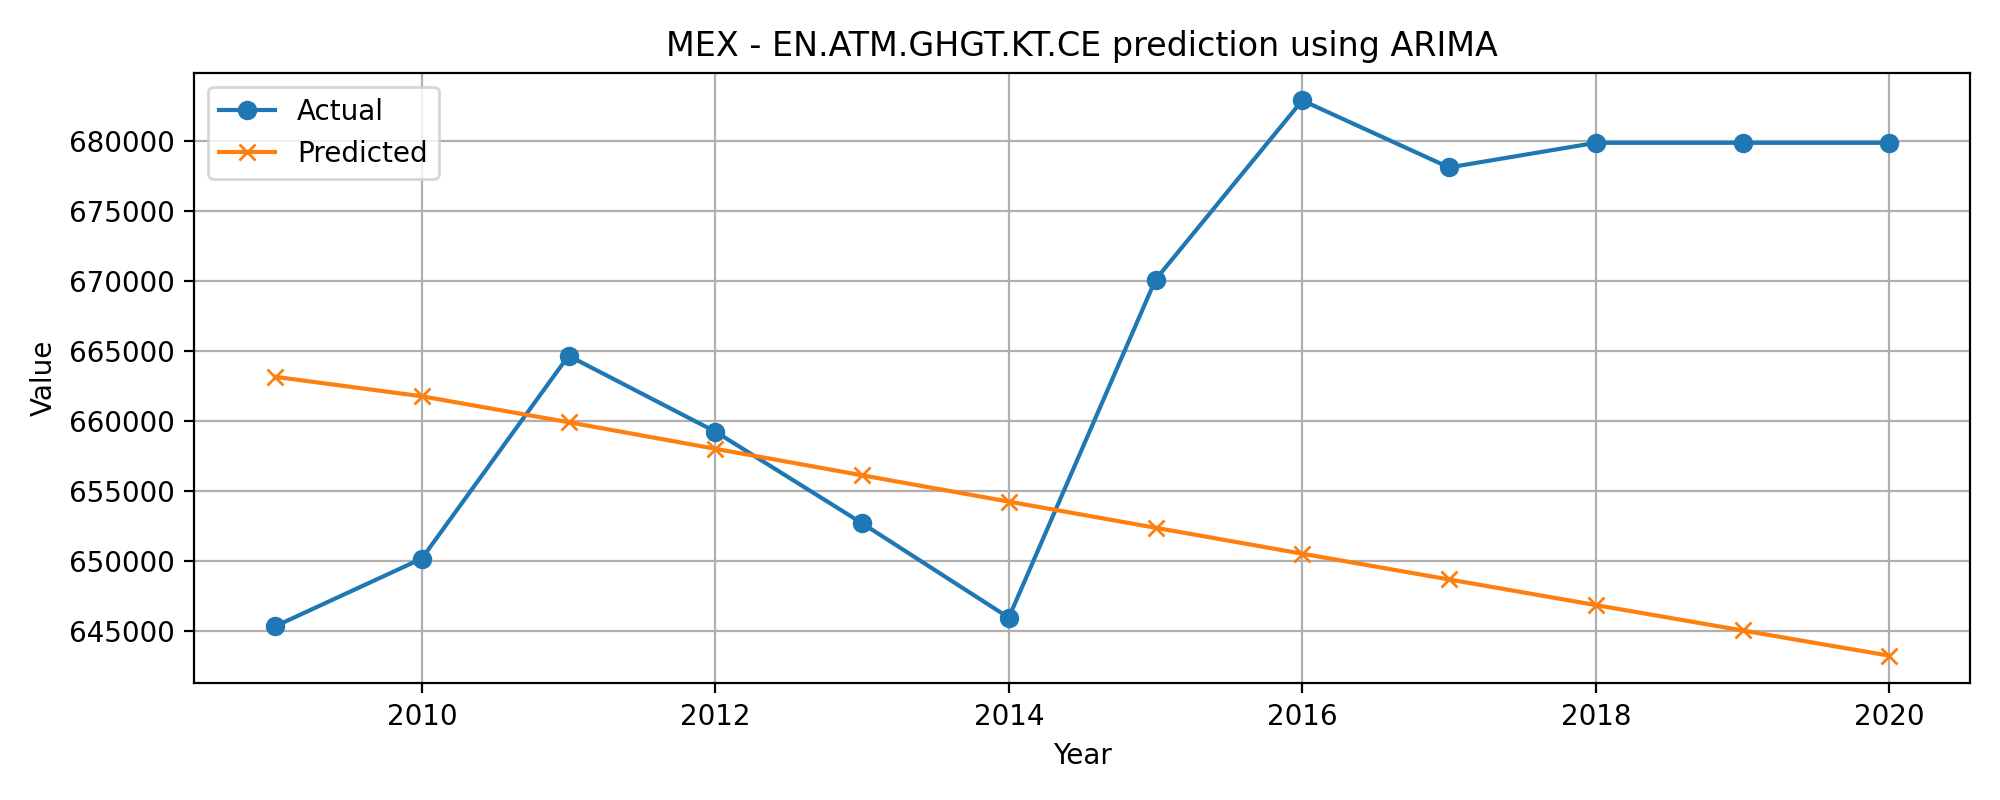 MEX - EN.ATM.GHGT.KT.CE prediction using ARIMA
Actual
Predicted
680000
675000
670000
665000
660000
655000
650000
645000
Value
2010 2012 2014 2016 2018 2020
Year